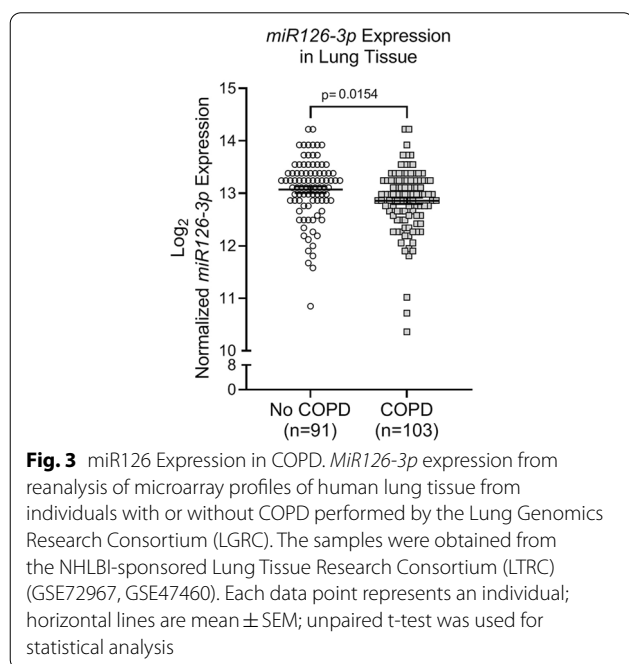 miR126-3p Expression
in Lung Tissue
p= 0.0154
15
14
13
12
11
10
8
0
Log2
Normalized miR126-3p Expression
No COPD
(n=91)
COPD
(n=103)
Fig. 3 miR126 Expression in COPD. MiR126-3p expression from
reanalysis of microarray profiles of human lung tissue from
individuals with or without COPD performed by the Lung Genomics
Research Consortium (LGRC). The samples were obtained from
the NHLBI-sponsored Lung Tissue Research Consortium (LTRC)
(GSE72967, GSE47460). Each data point represents an individual;
horizontal lines are mean ± SEM; unpaired t-test was used for
statistical analysis